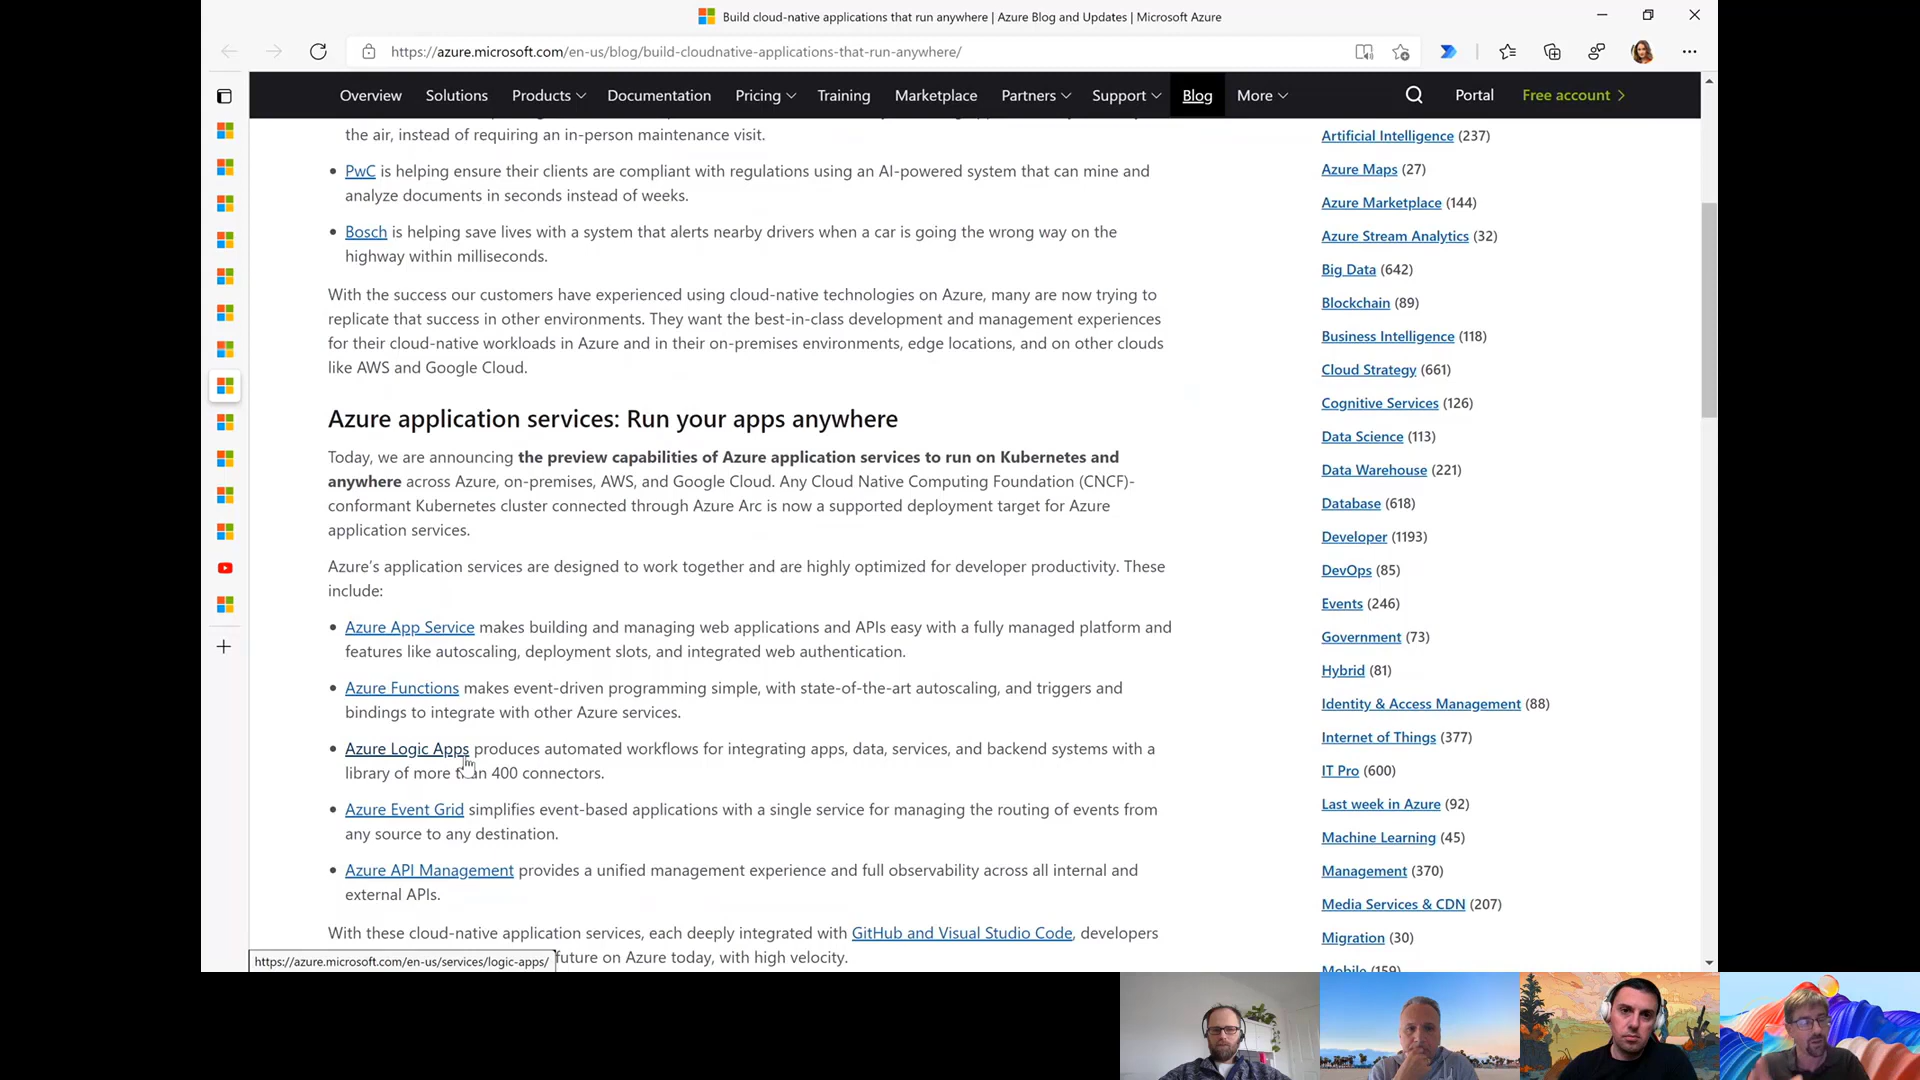 Build cloud-native applications that run anywhere | Azure Blog and Updates | Microsoft Azure
https://azure.microsoft.com/en-us/blog/build-cloudnative-applications-that-run-anywhere/
Overview Solutions Products Documentation Pricing Training Marketplace Partners Support Blog More Portal Free account
the air, instead of requiring an in-person maintenance visit.
• PwC is helping ensure their clients are compliant with regulations using an AI-powered system that can mine and
analyze documents in seconds instead of weeks.
• Bosch is helping save lives with a system that alerts nearby drivers when a car is going the wrong way on the
highway within milliseconds.
With the success our customers have experienced using cloud-native technologies on Azure, many are now trying to
replicate that success in other environments. They want the best-in-class development and management experiences
for their cloud-native workloads in Azure and in their on-premises environments, edge locations, and on other clouds
like AWS and Google Cloud.
Azure application services: Run your apps anywhere
Today, we are announcing the preview capabilities of Azure application services to run on Kubernetes and
anywhere across Azure, on-premises, AWS, and Google Cloud. Any Cloud Native Computing Foundation (CNCF)-
conformant Kubernetes cluster connected through Azure Arc is now a supported deployment target for Azure
application services.
Azure's application services are designed to work together and are highly optimized for developer productivity. These
include:
• Azure App Service makes building and managing web applications and APIs easy with a fully managed platform and
features like autoscaling, deployment slots, and integrated web authentication.
• Azure Functions makes event-driven programming simple, with state-of-the-art autoscaling, and triggers and
bindings to integrate with other Azure services.
• Azure Logic Apps produces automated workflows for integrating apps, data, services, and backend systems with a
library of more than 400 connectors.
• Azure Event Grid simplifies event-based applications with a single service for managing the routing of events from
any source to any destination.
• Azure API Management provides a unified management experience and full observability across all internal and
external APIs.
With these cloud-native application services, each deeply integrated with GitHub and Visual Studio Code, developers
future on Azure today, with high velocity.
https://azure.microsoft.com/en-us/services/logic-apps/
Artificial Intelligence (237)
Azure Maps (27)
Azure Marketplace (144)
Azure Stream Analytics (32)
Big Data (642)
Blockchain (89)
Business Intelligence (118)
Cloud Strategy (661)
Cognitive Services (126)
Data Science (113)
Data Warehouse (221)
Database (618)
Developer (1193)
DevOps (85)
Events (246)
Government (73)
Hybrid (81)
Identity & Access Management (88)
Internet of Things (377)
IT Pro (600)
Last week in Azure (92)
Machine Learning (45)
Management (370)
Media Services & CDN (207)
Migration (30)
Mobile (159)